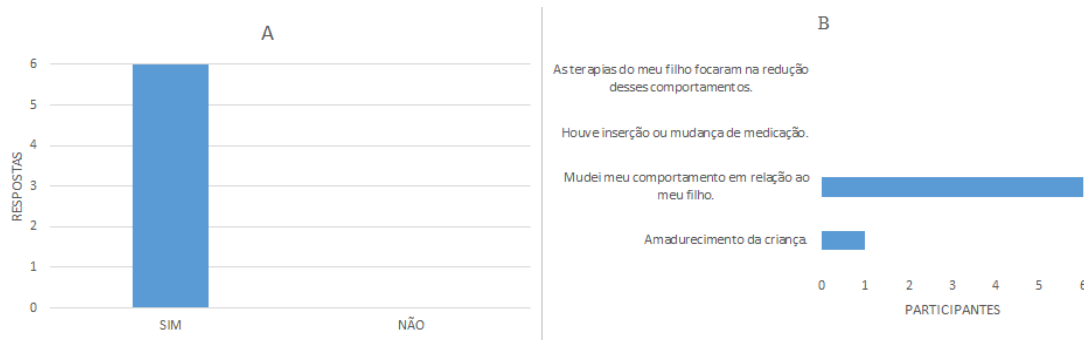 A
6
5
4
3
2
1
0
RESPOSTAS
SIM NÃO
B
As terapias do meu filho focaram na redução
desses comportamentos.
Houve inserção ou mudança de medicação.
Mudei meu comportamento em relação ao
meu filho.
Amadurecimento da criança.
0 1 2 3 4 5 6
PARTICIPANTES